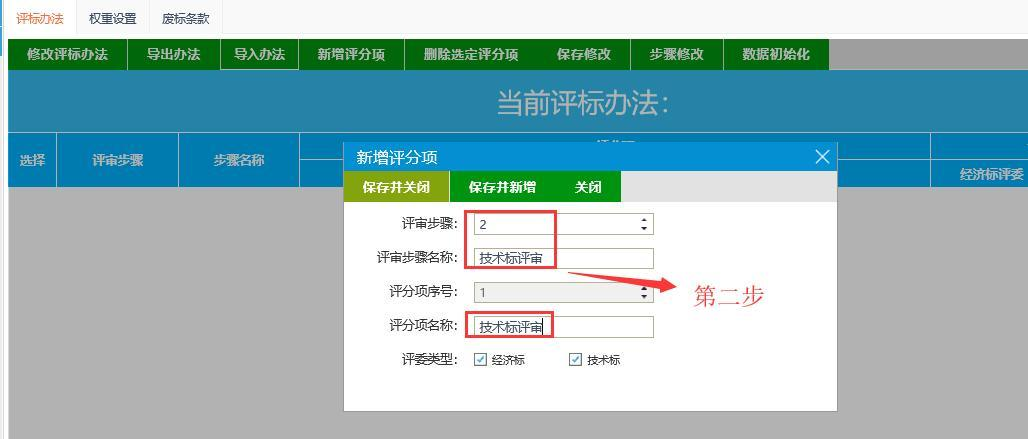 评标办法 权重设置 废标条款
修改评标办法 导出办法 导入办法 新增评分项 删除选定评分项 保存修改 步骤修改 数据初始化
当前评标办法：
选择 评审步骤 步骤名称
经济标评委
新增评分项
保存并关闭 保存并新增 关闭
评审步骤： 2
评审步骤名称： 技术标评审
评分项序号： 1
第二步
评分项名称： 技术标评审
评委类型： 经济标 技术标